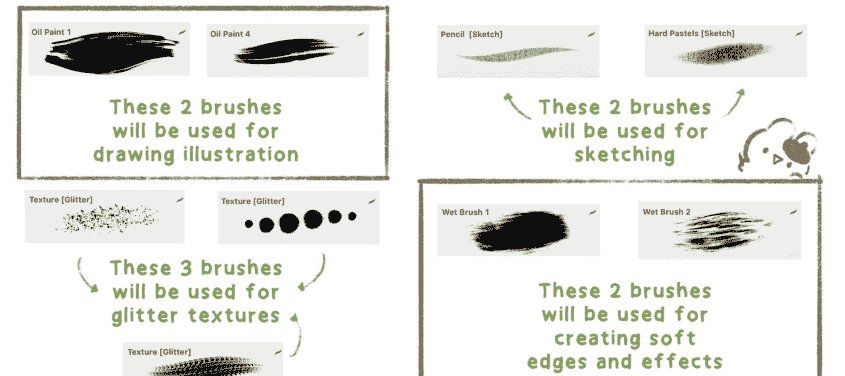 Oil Paint 1
Oil Paint 4
These 2 brushes
will be used for
drawing illustration
Pencil [Sketch]
Hard Pastels [Sketch]
These 2 brushes
will be used for
sketching
Texture [Glitter]
Texture [Glitter]
These 3 brushes
will be used for
glitter textures
Texture [Glitter]
Wet Brush 1
Wet Brush 2
These 2 brushes
will be used for
creating soft
edges and effects